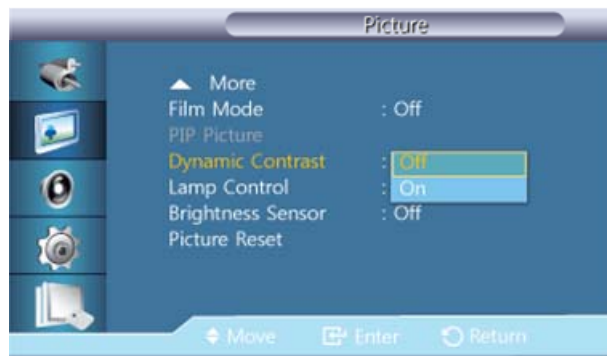 Picture
More
Film Mode : Off
PIP Picture
Dynamic Contrast : Off
Lamp Control : On
Brightness Sensor : Off
Picture Reset
Move Enter Return